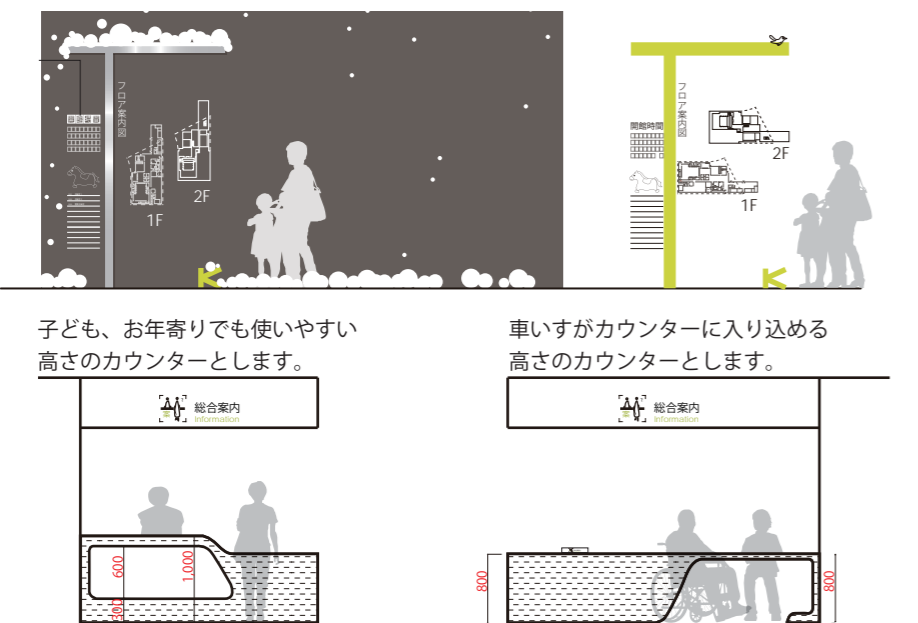 フロア案内図
1F
2F
開館時間
フロア案内図
2F
1F
子ども、お年寄りでも使いやすい
高さのカウンターとします。
車いすがカウンターに入り込める
高さのカウンターとします。
総合案内
information
総合案内
information
600
1,000
300
800
800